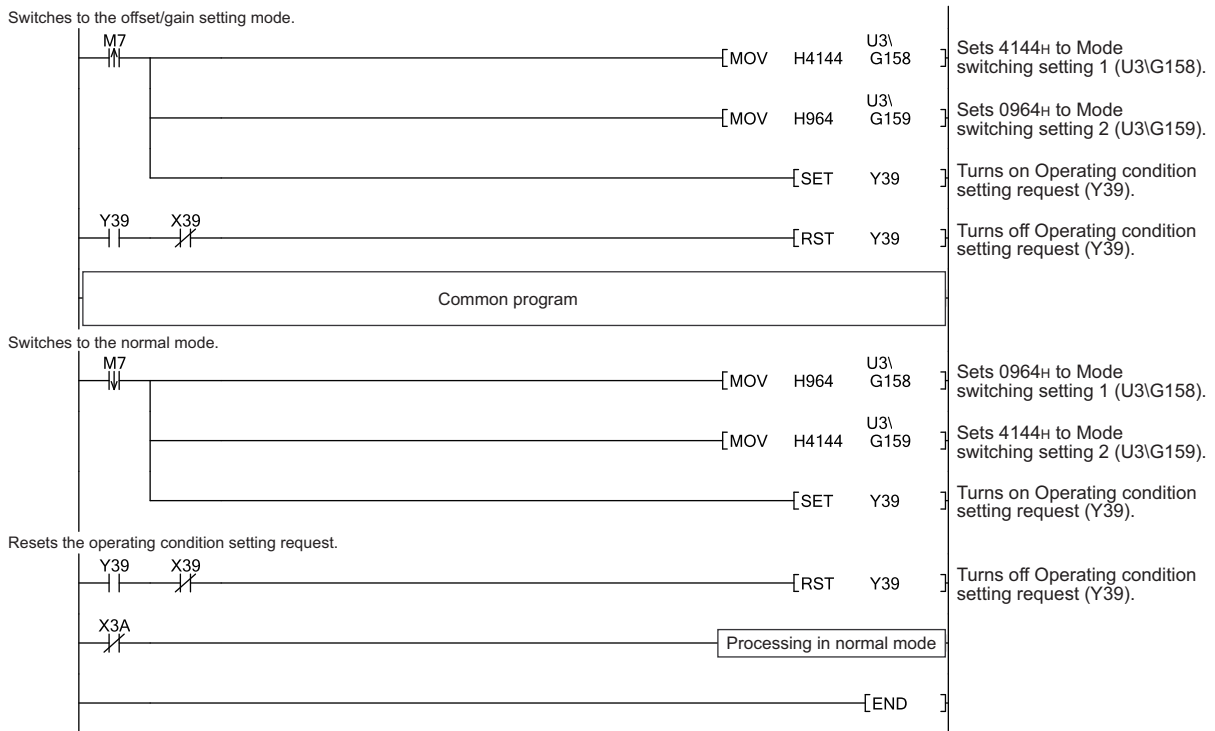 Switches to the offset/gain setting mode.
M7
[MOV H4144 U3\
G158 ]
Sets 4144H to Mode
switching setting 1 (U3\G158).
[MOV H964 U3\
G159 ]
Sets 0964H to Mode
switching setting 2 (U3\G159).
[SET Y39 ]
Turns on Operating condition
setting request (Y39).
Y39 X39
[RST Y39 ]
Turns off Operating condition
setting request (Y39).
Common program
Switches to the normal mode.
M7
[MOV H964 U3\
G158 ]
Sets 0964H to Mode
switching setting 1 (U3\G158).
[MOV H4144 U3\
G159 ]
Sets 4144H to Mode
switching setting 2 (U3\G159).
[SET Y39 ]
Turns on Operating condition
setting request (Y39).
Resets the operating condition setting request.
Y39 X39
[RST Y39 ]
Turns off Operating condition
setting request (Y39).
X3A
Processing in normal mode
[END ]